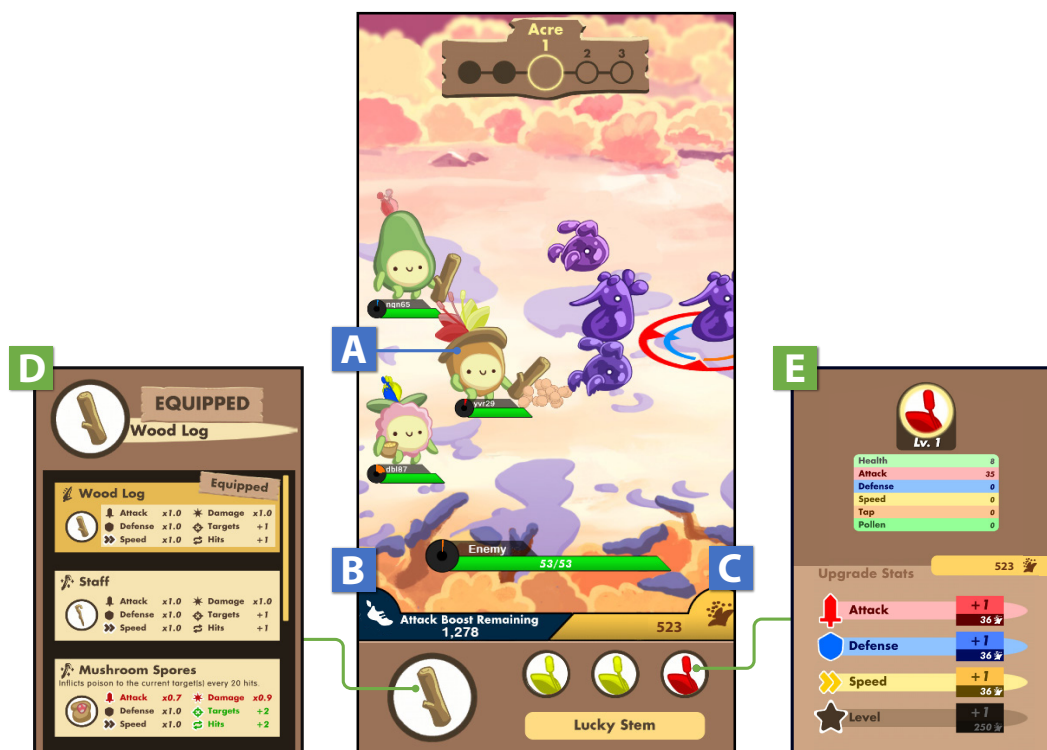 Acre
1
2
3
nqn65
A
yvr29
dbl87
Enemy
53/53
B
C
Attack Boost Remaining
1,278
523
Lucky Stem
D
EQUIPPED
Wood Log
Equipped
Wood Log
Attack x1.0 Damage x1.0
Defense x1.0 Targets +1
Speed x1.0 Hits +1
Staff
Attack x1.0 Damage x1.0
Defense x1.0 Targets +1
Speed x1.0 Hits +1
Mushroom Spores
Inflicts poison to the current target(s) every 20 hits.
Attack x0.7 Damage x0.9
Defense x1.0 Targets +2
Speed x1.0 Hits +2
E
Lv. 1
Health 8
Attack 35
Defense 0
Speed 0
Tap 0
Pollen 0
523
Upgrade Stats
Attack +1
36
Defense +1
36
Speed +1
36
Level +1
250